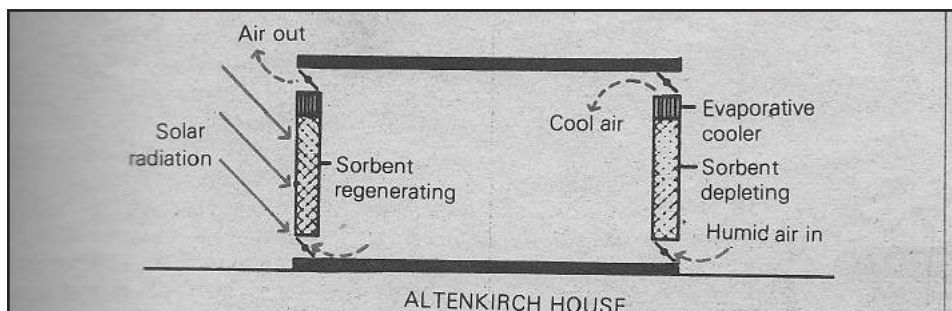 Air out
Solar
radiation
Sorbent
regenerating
Cool air
Evaporative
cooler
Sorbent
depleting
Humid air in
ALTENKIRCH HOUSE